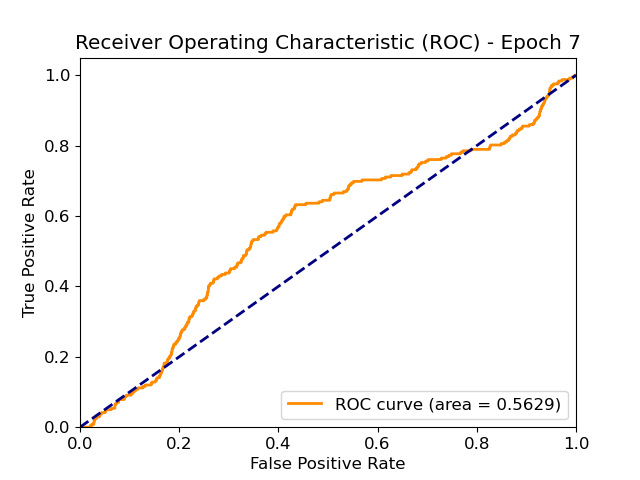 Receiver Operating Characteristic (ROC) - Epoch 7
1.0
0.8
0.6
0.4
0.2
0.0
True Positive Rate
ROC curve (area = 0.5629)
0.0 0.2 0.4 0.6 0.8 1.0
False Positive Rate